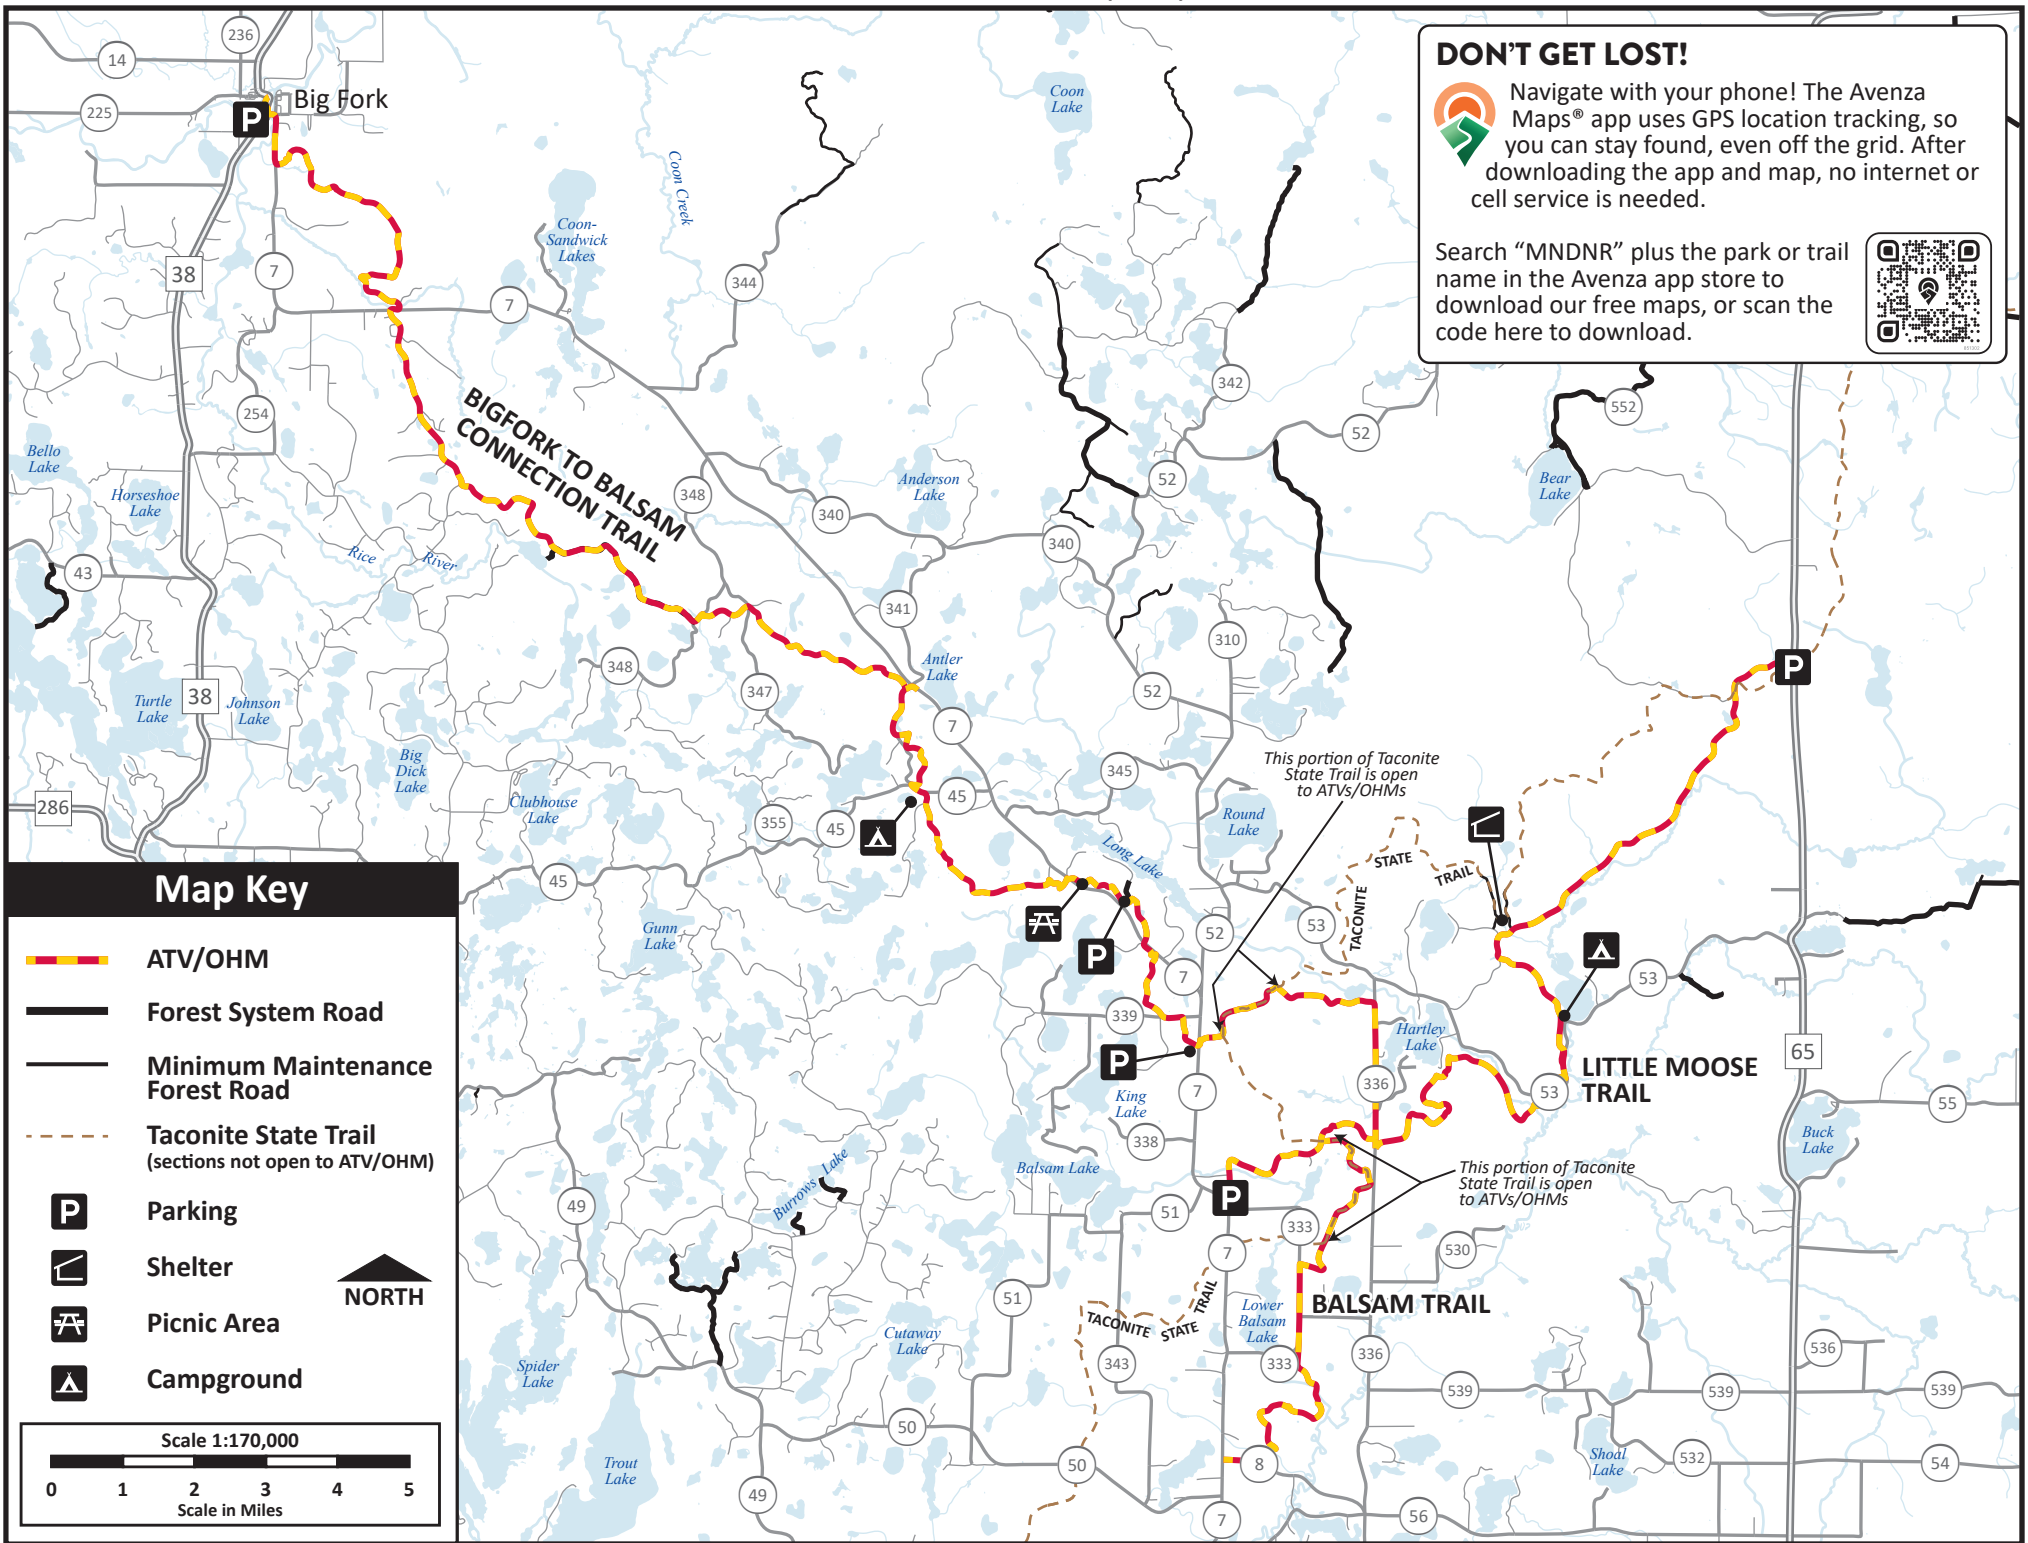 DON'T GET LOST!
Navigate with your phone! The Avenza
Maps® app uses GPS location tracking, so
you can stay found, even off the grid. After
downloading the app and map, no internet or
cell service is needed.
Search “MNDNR” plus the park or trail
name in the Avenza app store to
download our free maps, or scan the
code here to download.
236
14
225
Big Fork
P
Coon
Lake
Coon Creek
Coon-
Sandwick
Lakes
38
7
7
344
342
552
254
52
52
BIGFORK TO BALSAM
CONNECTION TRAIL
Bello
Lake
Horseshoe
Lake
348
340
Anderson
Lake
Bear
Lake
340
Rice
River
43
341
310
348
Antler
Lake
347
52
P
Turtle
Lake
38
Johnson
Lake
7
Big
Dick
Lake
This portion of Taconite
State Trail is open
to ATVs/OHMs
345
45
286
Clubhouse
Lake
355
45
Round
Lake
Long Lake
STATE
TRAIL
TACONITE
45
Gunn
Lake
52
53
P
7
53
339
Hartley
Lake
P
65
LITTLE MOOSE
TRAIL
7
336
53
55
King
Lake
338
Buck
Lake
Balsam Lake
Burrows Lake
This portion of Taconite
State Trail is open
to ATVs/OHMs
49
P
51
333
7
530
51
TACONITE STATE TRAIL
Lower
Balsam
Lake
BALSAM TRAIL
Cutaway
Lake
343
333
336
536
Spider
Lake
539
539
539
50
Trout
Lake
50
8
Shoal
Lake
532
54
49
7
56
Map Key
ATV/OHM
Forest System Road
Minimum Maintenance
Forest Road
Taconite State Trail
(sections not open to ATV/OHM)
P
Parking
Shelter
NORTH
Picnic Area
Campground
Scale 1:170,000
0 1 2 3 4 5
Scale in Miles